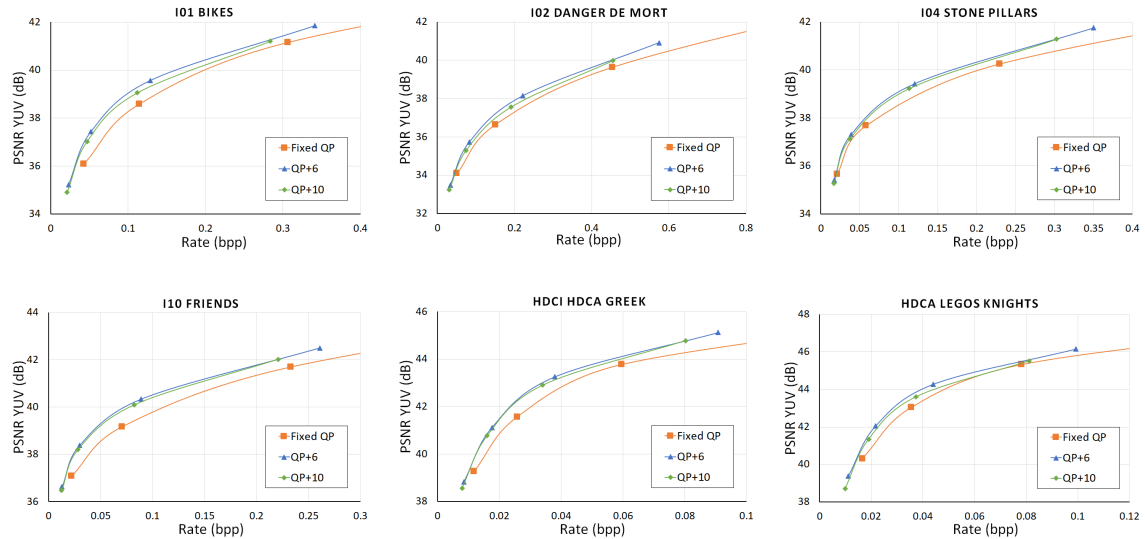 I01 BIKES
42
40
38
36
34
PSNR YUV (dB)
Fixed QP
QP+6
QP+10
0 0.1 0.2 0.3 0.4
Rate (bpp)
I02 DANGER DE MORT
42
40
38
36
34
32
PSNR YUV (dB)
Fixed QP
QP+6
QP+10
0 0.2 0.4 0.6 0.8
Rate (bpp)
I04 STONE PILLARS
42
40
38
36
34
PSNR YUV (dB)
Fixed QP
QP+6
QP+10
0 0.05 0.1 0.15 0.2 0.25 0.3 0.35 0.4
Rate (bpp)
I10 FRIENDS
44
42
40
38
36
PSNR YUV (dB)
Fixed QP
QP+6
QP+10
0 0.05 0.1 0.15 0.2 0.25 0.3
Rate (bpp)
HDCI HDCA GREEK
46
44
42
40
38
PSNR YUV (dB)
Fixed QP
QP+6
QP+10
0 0.02 0.04 0.06 0.08 0.1
Rate (bpp)
HDCA LEGOS KNIGHTS
48
46
44
42
40
38
PSNR YUV (dB)
Fixed QP
QP+6
QP+10
0 0.02 0.04 0.06 0.08 0.1 0.12
Rate (bpp)